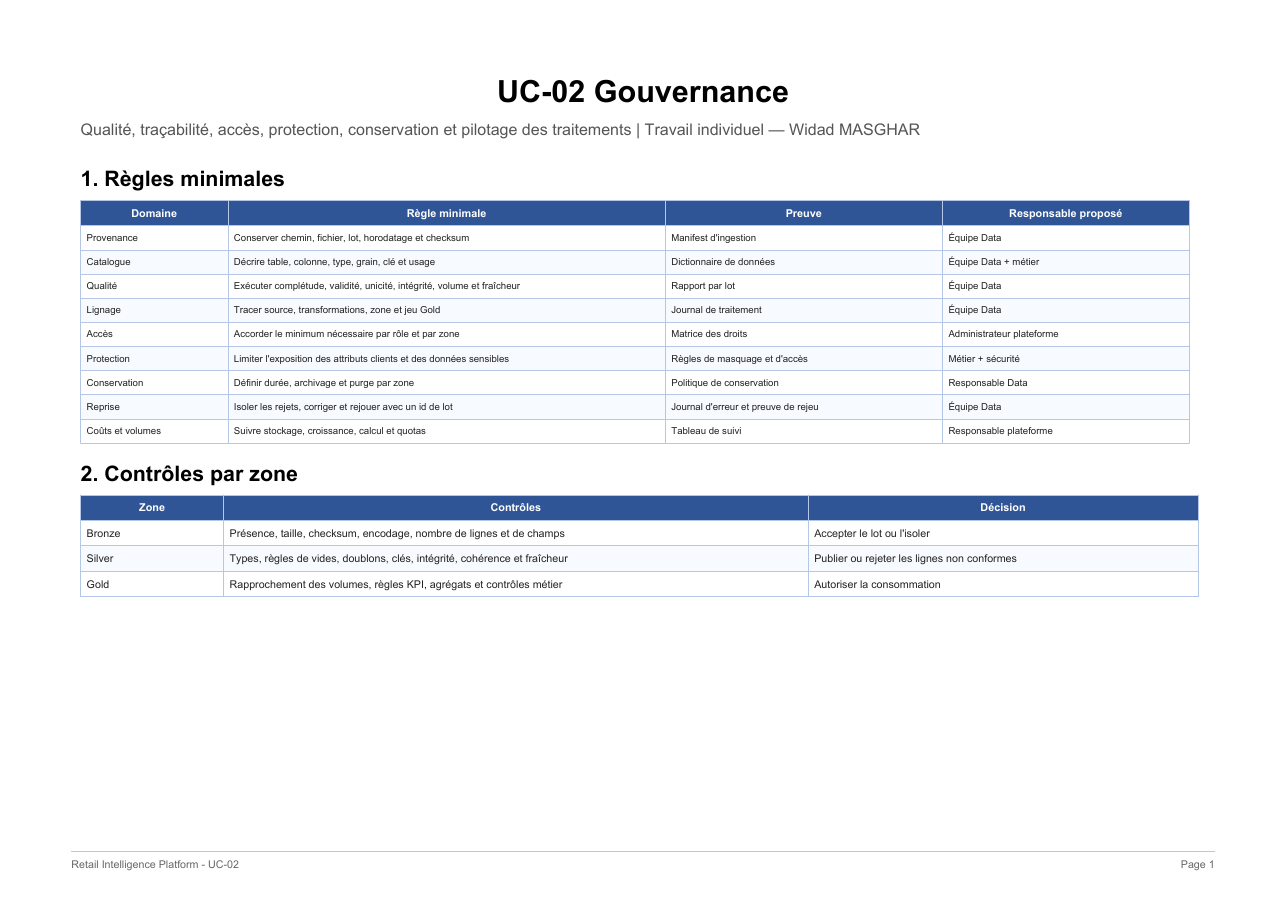 UC-02 Gouvernance
Qualité, traçabilité, accès, protection, conservation et pilotage des traitements | Travail individuel — Widad MASGHAR
1. Règles minimales
Domaine Règle minimale Preuve Responsable proposé
Provenance Conserver chemin, fichier, lot, horodatage et checksum Manifest d'ingestion Équipe Data
Catalogue Décrire table, colonne, type, grain, clé et usage Dictionnaire de données Équipe Data + métier
Qualité Exécuter complétude, validité, unicité, intégrité, volume et fraîcheur Rapport par lot Équipe Data
Lignage Tracer source, transformations, zone et jeu Gold Journal de traitement Équipe Data
Accès Accorder le minimum nécessaire par rôle et par zone Matrice des droits Administrateur plateforme
Protection Limiter l'exposition des attributs clients et des données sensibles Règles de masquage et d'accès Métier + sécurité
Conservation Définir durée, archivage et purge par zone Politique de conservation Responsable Data
Reprise Isoler les rejets, corriger et rejouer avec un id de lot Journal d'erreur et preuve de rejeu Équipe Data
Coûts et volumes Suivre stockage, croissance, calcul et quotas Tableau de suivi Responsable plateforme
2. Contrôles par zone
Zone Contrôles Décision
Bronze Présence, taille, checksum, encodage, nombre de lignes et de champs Accepter le lot ou l'isoler
Silver Types, règles de vides, doublons, clés, intégrité, cohérence et fraîcheur Publier ou rejeter les lignes non conformes
Gold Rapprochement des volumes, règles KPI, agrégats et contrôles métier Autoriser la consommation
Retail Intelligence Platform - UC-02 Page 1